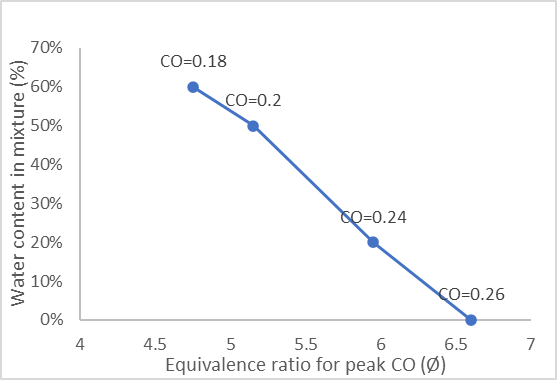 70%
60%
50%
40%
30%
20%
10%
0%
Water content in mixture (%)
CO=0.18
CO=0.2
CO=0.24
CO=0.26
4 4.5 5 5.5 6 6.5 7
Equivalence ratio for peak CO (Ø)